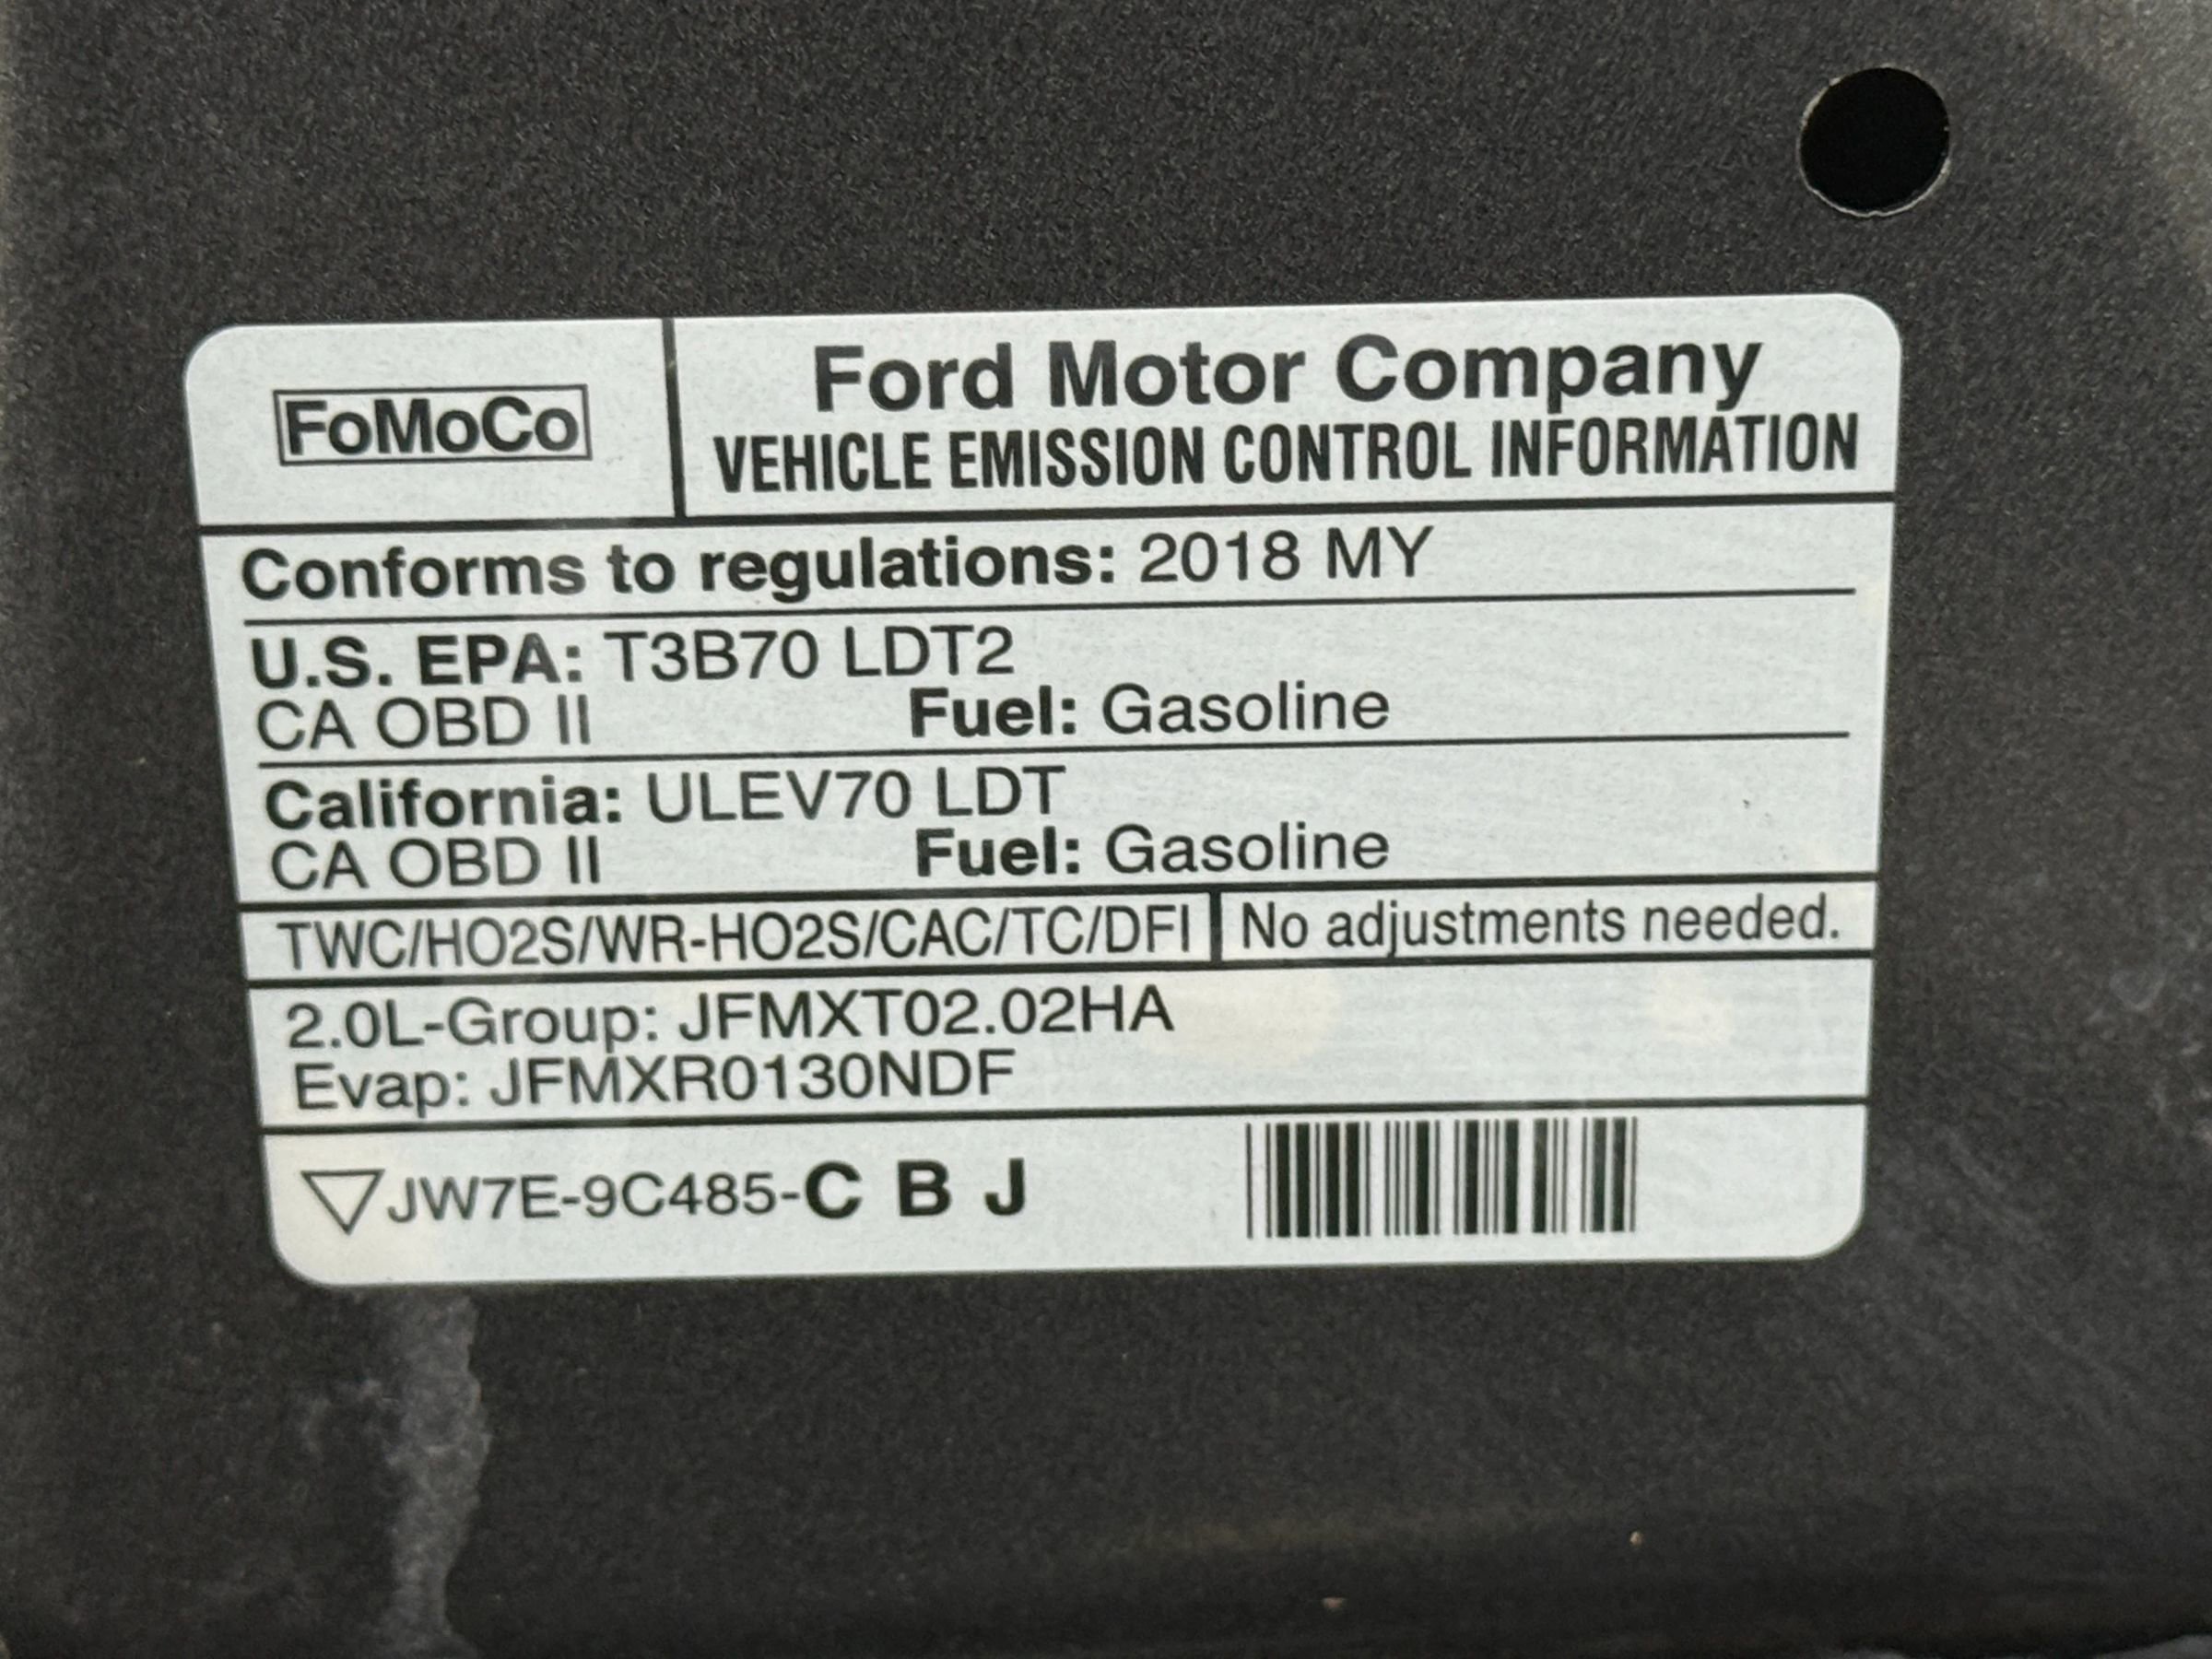 FoMoCo
Ford Motor Company
VEHICLE EMISSION CONTROL INFORMATION
Conforms to regulations: 2018 MY
U.S. EPA: T3B70 LDT2
CA OBD II Fuel: Gasoline
California: ULEV70 LDT
CA OBD II Fuel: Gasoline
TWC/HO2S/WR-HO2S/CAC/TC/DFI No adjustments needed.
2.0L-Group: JFMXT02.02HA
Evap: JFMXR0130NDF
JW7E-9C485-C B J